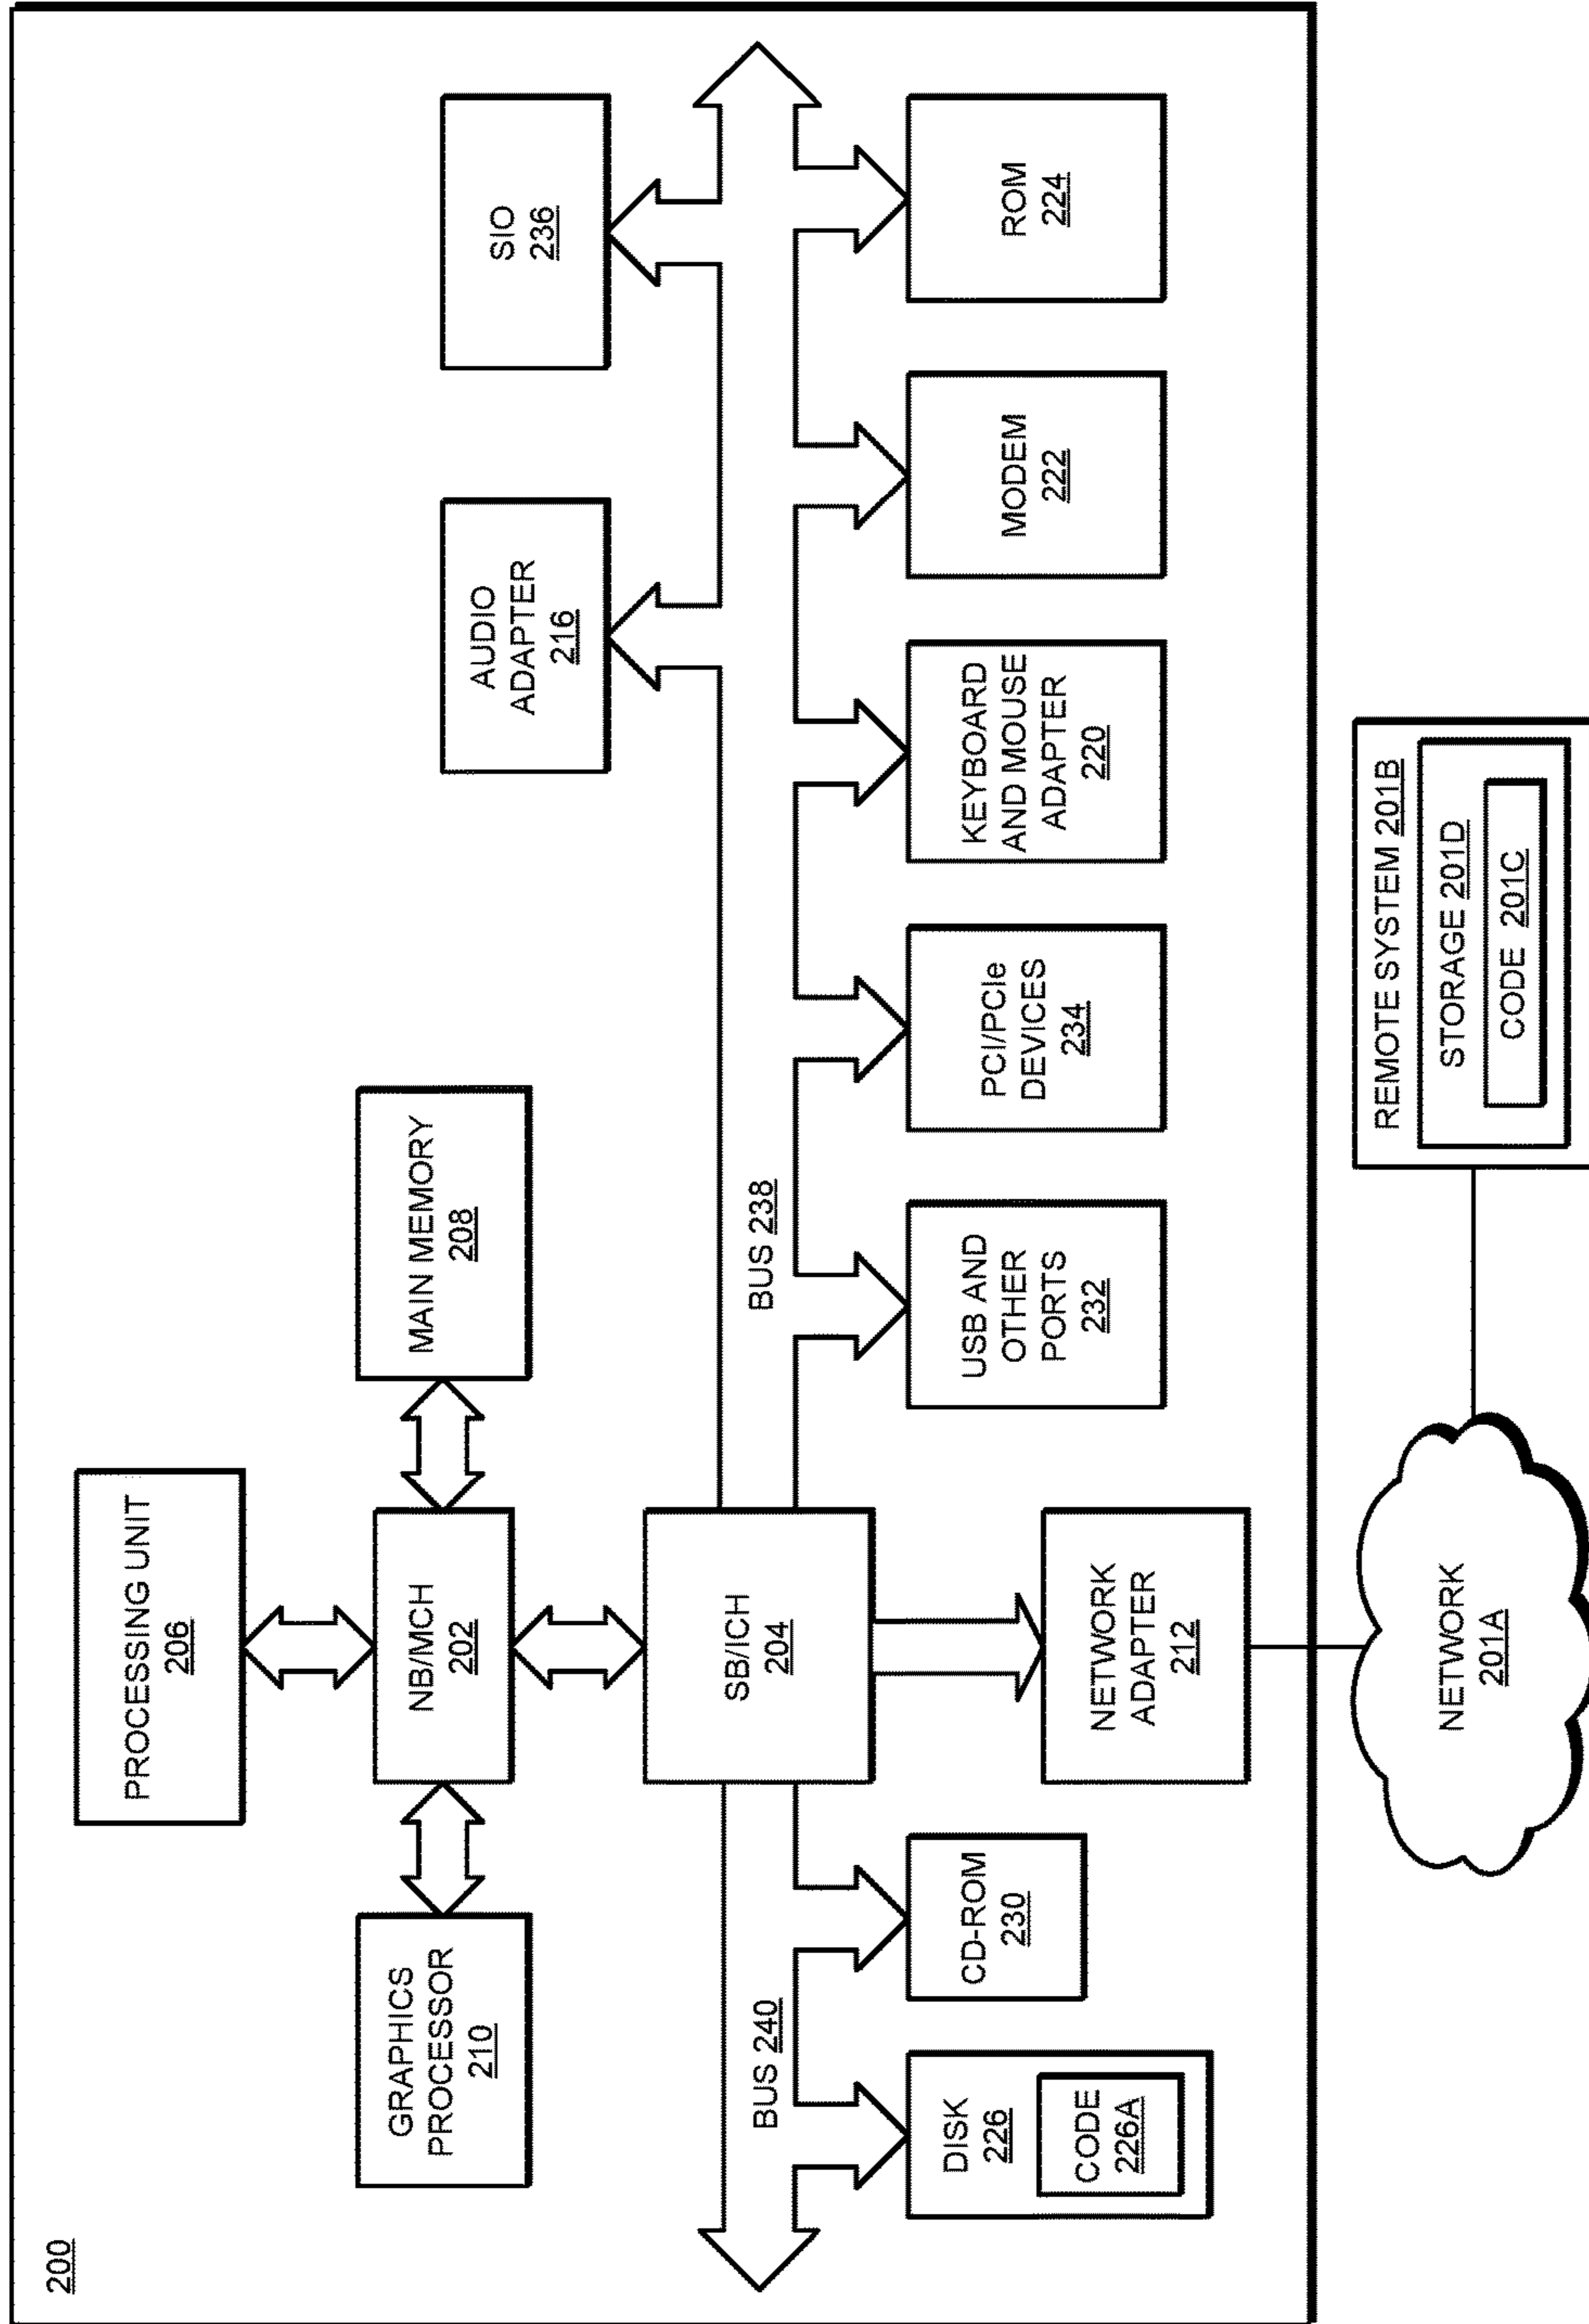 200
PROCESSING UNIT
206
GRAPHICS
PROCESSOR
210
NB/MCH
202
MAIN MEMORY
208
AUDIO
ADAPTER
216
SIO
236
SB/ICH
204
BUS 240
BUS 238
DISK
226
CODE
226A
CD-ROM
230
NETWORK
ADAPTER
212
USB AND
OTHER
PORTS
232
PCI/PCIe
DEVICES
234
KEYBOARD
AND MOUSE
ADAPTER
220
MODEM
222
ROM
224
NETWORK
201A
REMOTE SYSTEM 201B
STORAGE 201D
CODE 201C